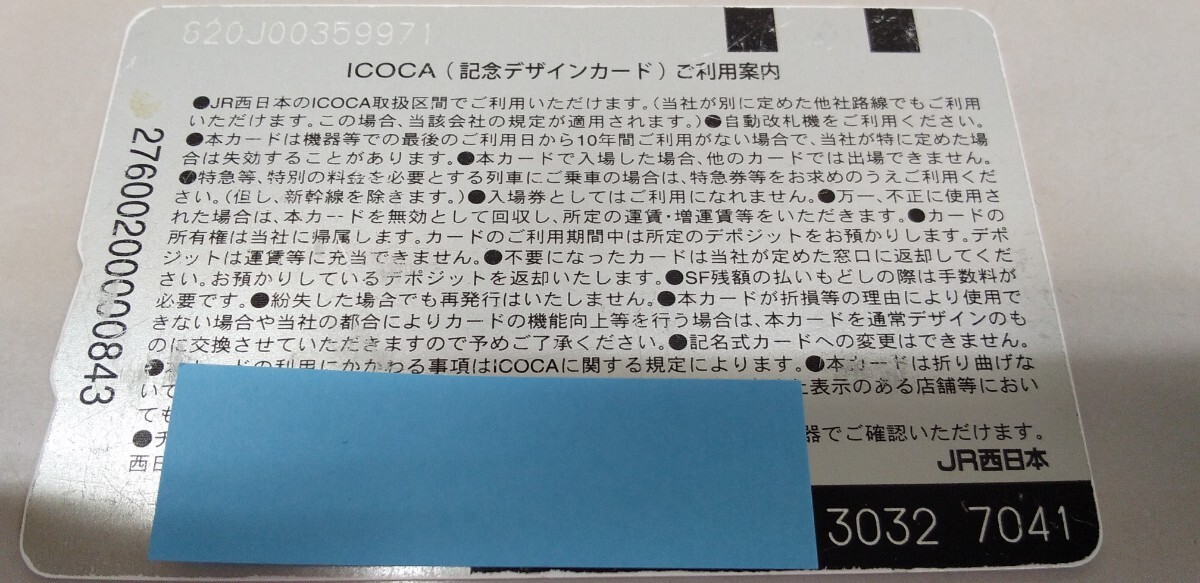 620J00359971
ICOCA（記念デザインカード）ご利用案内
●JR西日本のICOCA取扱区間でご利用いただけます。（当社が別に定めた他社路線でもご利用
いただけます。この場合、当該会社の規定が適用されます。）●自動改札機をご利用ください。
●本カードは機器等での最後のご利用日から10年間ご利用がない場合で、当社が特に定めた場
合は失効することがあります。●本カードで入場した場合、他のカードでは出場できません。
●特急等、特別の料金を必要とする列車にご乗車の場合は、特急券等をお求めのうえご利用くだ
さい。（但し、新幹線を除きます。）●入場券としてはご利用になれません。●万一、不正に使用さ
れた場合は、本カードを無効として回収し、所定の運賃・増運賃等をいただきます。●カードの
所有権は当社に帰属します。カードのご利用期間中は所定のデポジットをお預かりします。デポ
ジットは運賃等に充当できません。●不要になったカードは当社が定めた窓口に返却してくだ
さい。お預かりしているデポジットを返却いたします。●SF残額の払いもどしの際は手数料が
必要です。●紛失した場合でも再発行はいたしません。●本カードが折損等の理由により使用で
きない場合や当社の都合によりカードの機能向上等を行う場合は、本カードを通常デザインのも
のに交換させていただきますので予めご了承ください。●記名式カードへの変更はできません。
●本カードの利用にかかわる事項はICOCAに関する規定によります。●本カードは折り曲げな
いて 表示のある店舗等におい
ても
●チ 器でご確認いただけます。
西日
JR西日本
3032 7041
2760020000000843